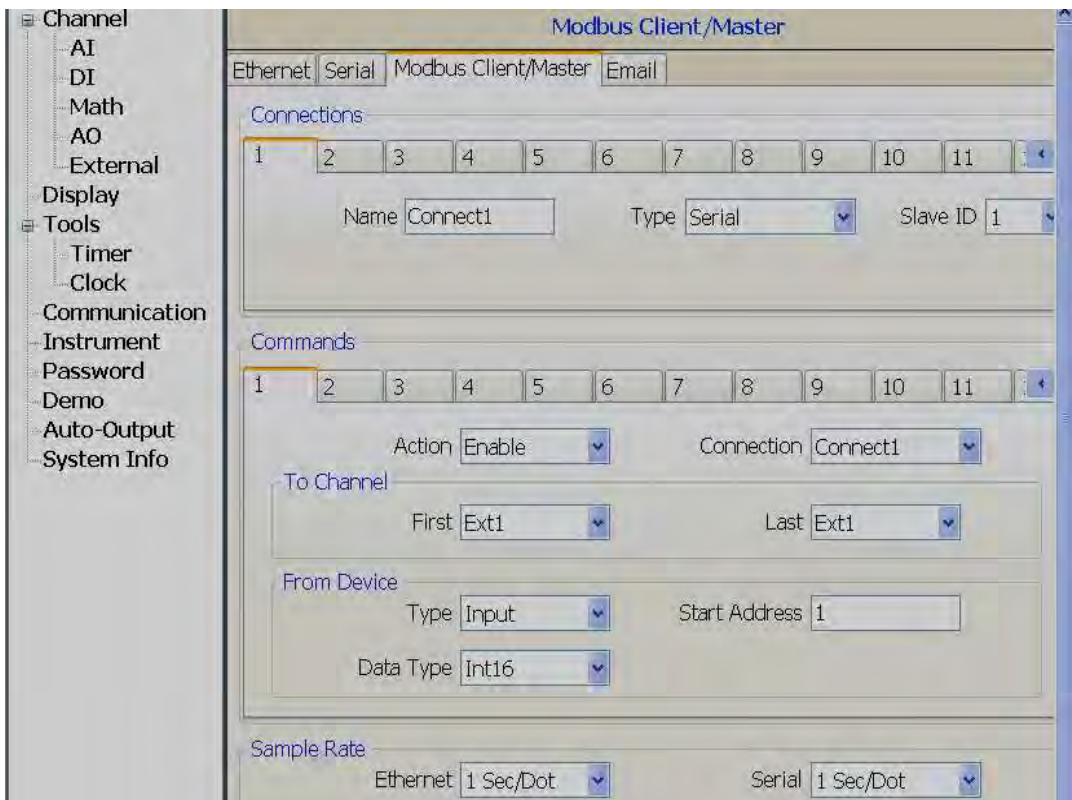 Channel
AI
DI
Math
AO
External
Display
Tools
Timer
Clock
Communication
Instrument
Password
Demo
Auto-Output
System Info
Modbus Client/Master
Ethernet Serial Modbus Client/Master Email
Connections
1 2 3 4 5 6 7 8 9 10 11
Name Connect1 Type Serial Slave ID 1
Commands
1 2 3 4 5 6 7 8 9 10 11
Action Enable Connection Connect1
To Channel
First Ext1 Last Ext1
From Device
Type Input Start Address 1
Data Type Int16
Sample Rate
Ethernet 1 Sec/Dot Serial 1 Sec/Dot